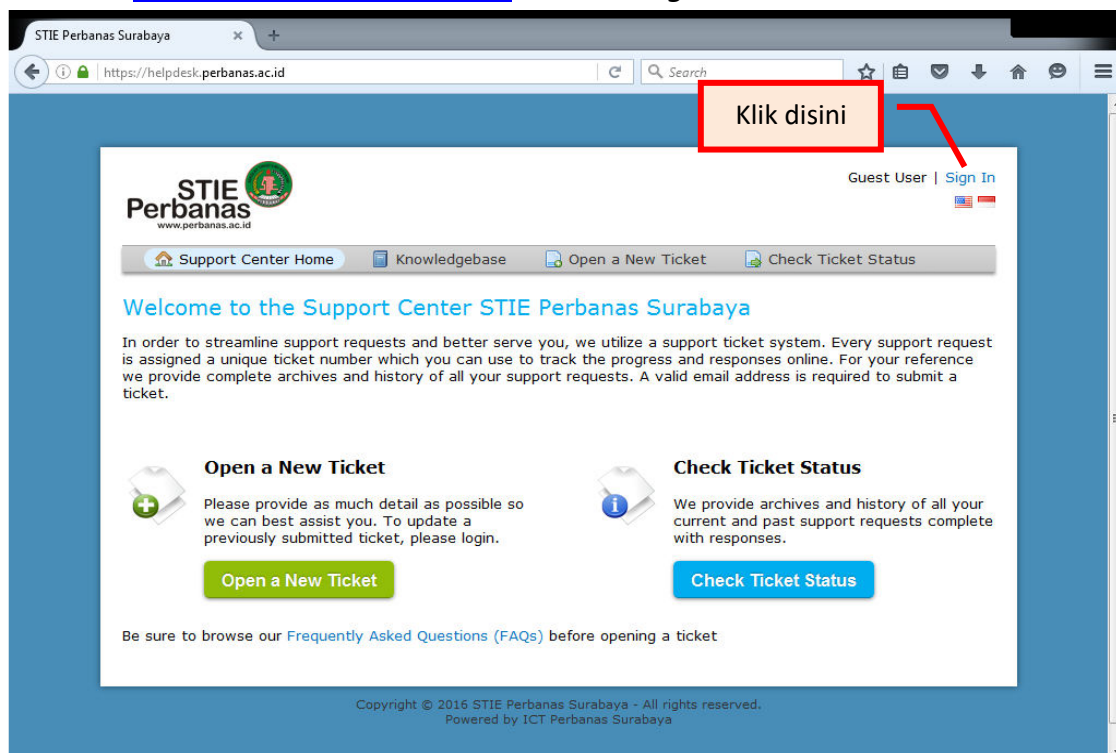 STIE Perbanas Surabaya
https://helpdesk.perbanas.ac.id
Search
Klik disini
STIE
Perbanas
www.perbanas.ac.id
Guest User | Sign In
Support Center Home Knowledgebase Open a New Ticket Check Ticket Status
Welcome to the Support Center STIE Perbanas Surabaya
In order to streamline support requests and better serve you, we utilize a support ticket system. Every support request
is assigned a unique ticket number which you can use to track the progress and responses online. For your reference
we provide complete archives and history of all your support requests. A valid email address is required to submit a
ticket.
Open a New Ticket
Please provide as much detail as possible so
we can best assist you. To update a
previously submitted ticket, please login.
Open a New Ticket
Check Ticket Status
We provide archives and history of all your
current and past support requests complete
with responses.
Check Ticket Status
Be sure to browse our Frequently Asked Questions (FAQs) before opening a ticket
Copyright © 2016 STIE Perbanas Surabaya - All rights reserved.
Powered by ICT Perbanas Surabaya